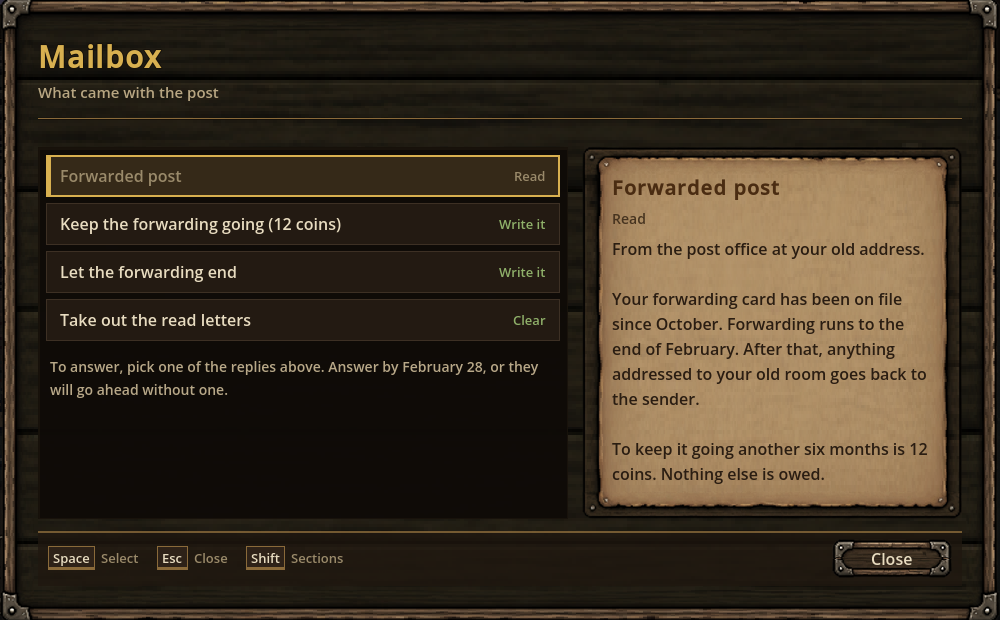 Mailbox
What came with the post
Forwarded post Read
Keep the forwarding going (12 coins) Write it
Let the forwarding end Write it
Take out the read letters Clear
To answer, pick one of the replies above. Answer by February 28, or they
will go ahead without one.
Forwarded post
Read
From the post office at your old address.
Your forwarding card has been on file
since October. Forwarding runs to the
end of February. After that, anything
addressed to your old room goes back to
the sender.
To keep it going another six months is 12
coins. Nothing else is owed.
Space Select Esc Close Shift Sections
Close